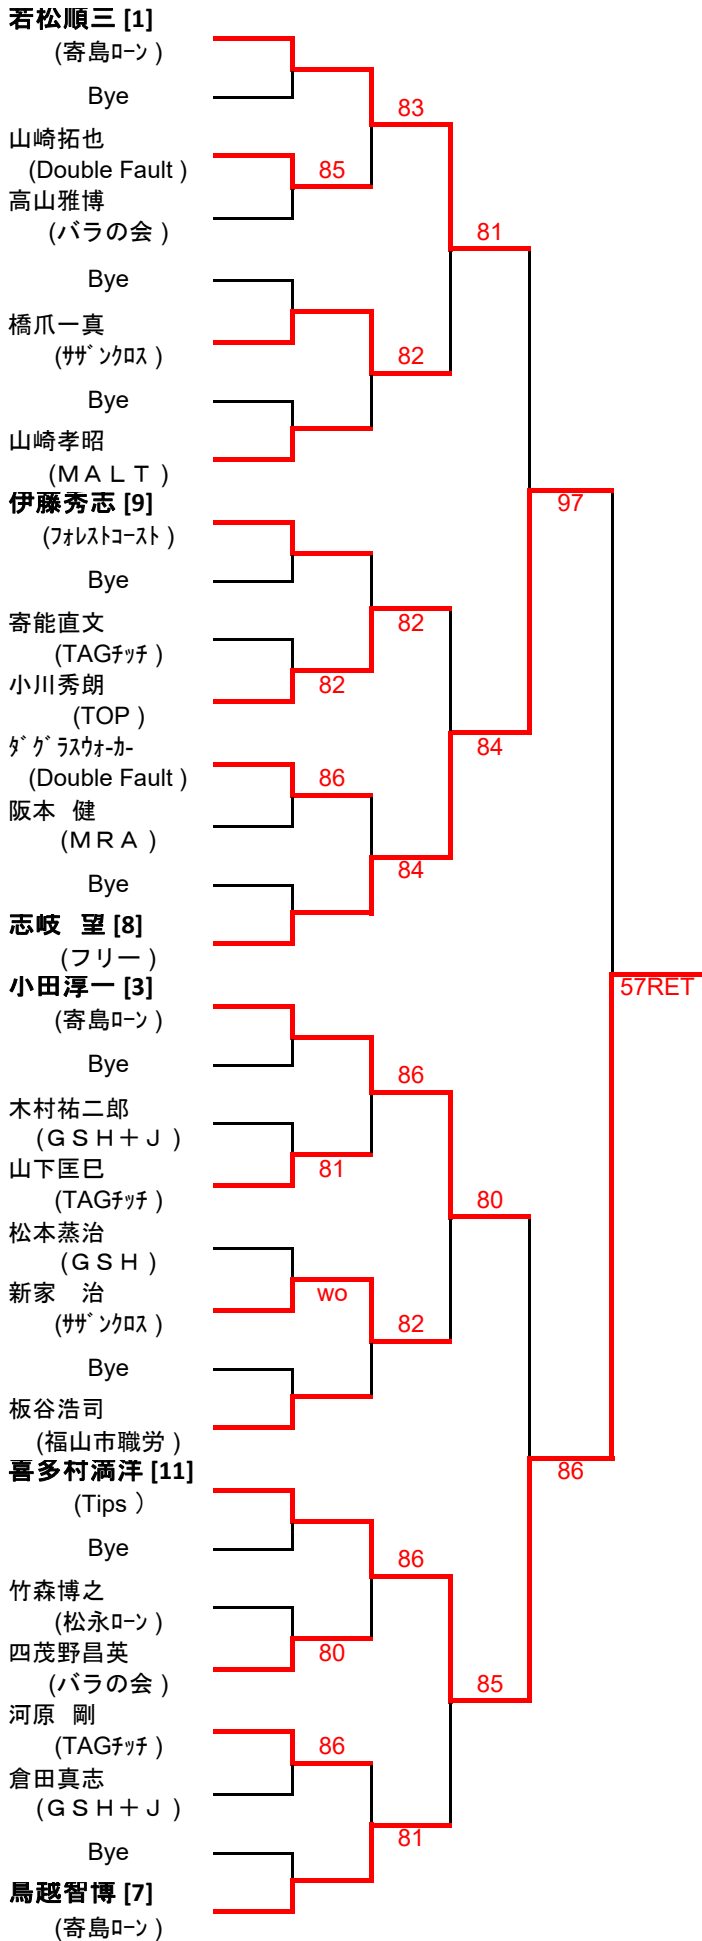 若松順三 [1]
(寄島ﾛｰﾝ )
Bye
83
山崎拓也
(Double Fault )
85
高山雅博
(バラの会 )
81
Bye
橋爪一真
(ｻｻﾞﾝｸﾛｽ )
82
Bye
山崎孝昭
(ＭＡＬＴ )
伊藤秀志 [9]
97
(ﾌｫﾚｽﾄｺｰｽﾄ )
Bye
寄能直文
82
(TAGﾁｯﾁ )
小川秀朗
82
(TOP )
ﾀﾞｸﾞﾗｽｳｫｰｶｰ
84
(Double Fault )
86
阪本 健
(ＭＲＡ )
84
Bye
志岐 望 [8]
(フリー )
小田淳一 [3]
57RET
(寄島ﾛｰﾝ )
Bye
86
木村祐二郎
(ＧＳＨ＋Ｊ )
山下匡巳
81
(TAGﾁｯﾁ )
80
松本蒸治
(ＧＳＨ )
新家 治
wo
(ｻｻﾞﾝｸﾛｽ )
82
Bye
板谷浩司
(福山市職労 )
喜多村満洋 [11]
86
(Tips )
Bye
86
竹森博之
(松永ﾛｰﾝ )
四茂野昌英
80
(バラの会 )
85
河原 剛
(TAGﾁｯﾁ )
86
倉田真志
(ＧＳＨ＋Ｊ )
81
Bye
鳥越智博 [7]
(寄島ﾛｰﾝ )